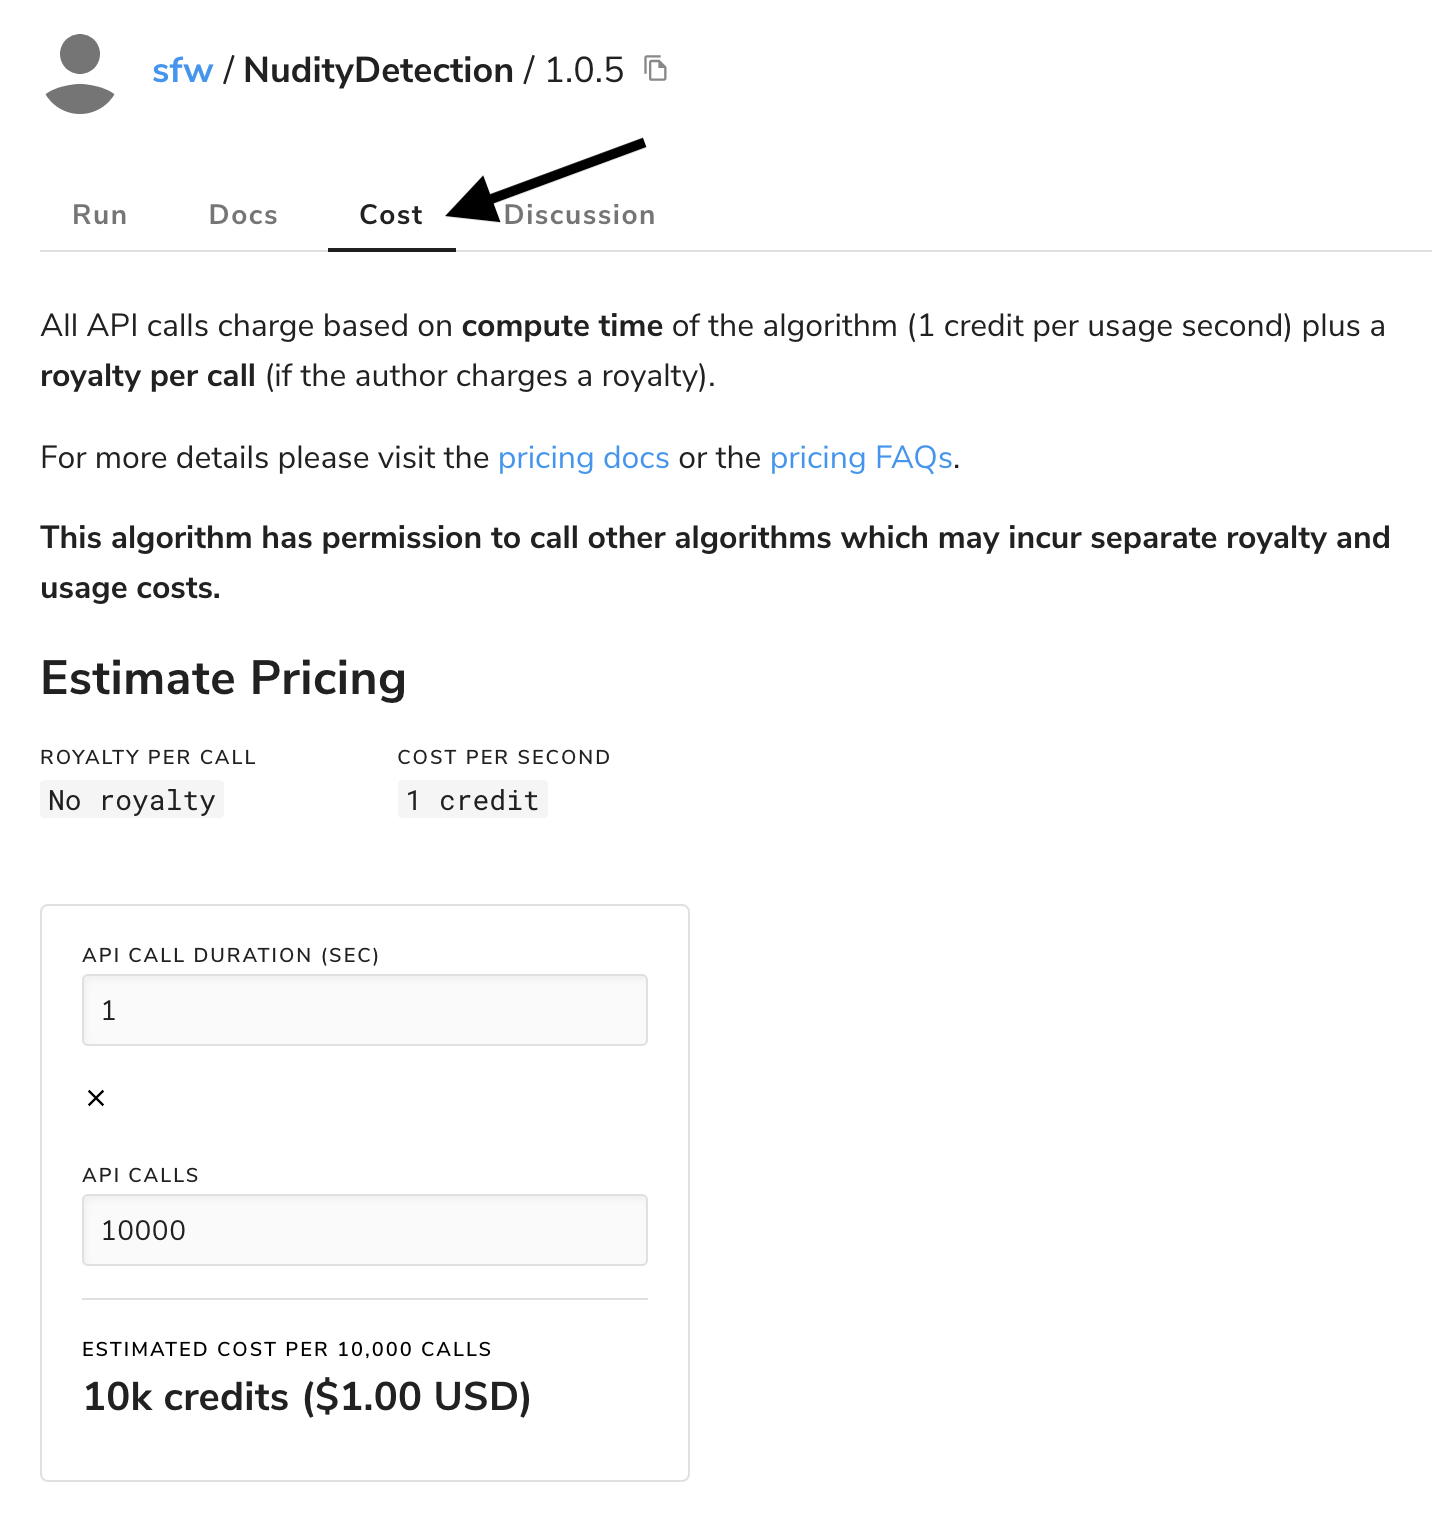 sfw / NudityDetection / 1.0.5
Run Docs Cost Discussion
All API calls charge based on compute time of the algorithm (1 credit per usage second) plus a
royalty per call (if the author charges a royalty).
For more details please visit the pricing docs or the pricing FAQs.
This algorithm has permission to call other algorithms which may incur separate royalty and
usage costs.
Estimate Pricing
ROYALTY PER CALL COST PER SECOND
No royalty 1 credit
API CALL DURATION (SEC)
1
×
API CALLS
10000
ESTIMATED COST PER 10,000 CALLS
10k credits ($1.00 USD)